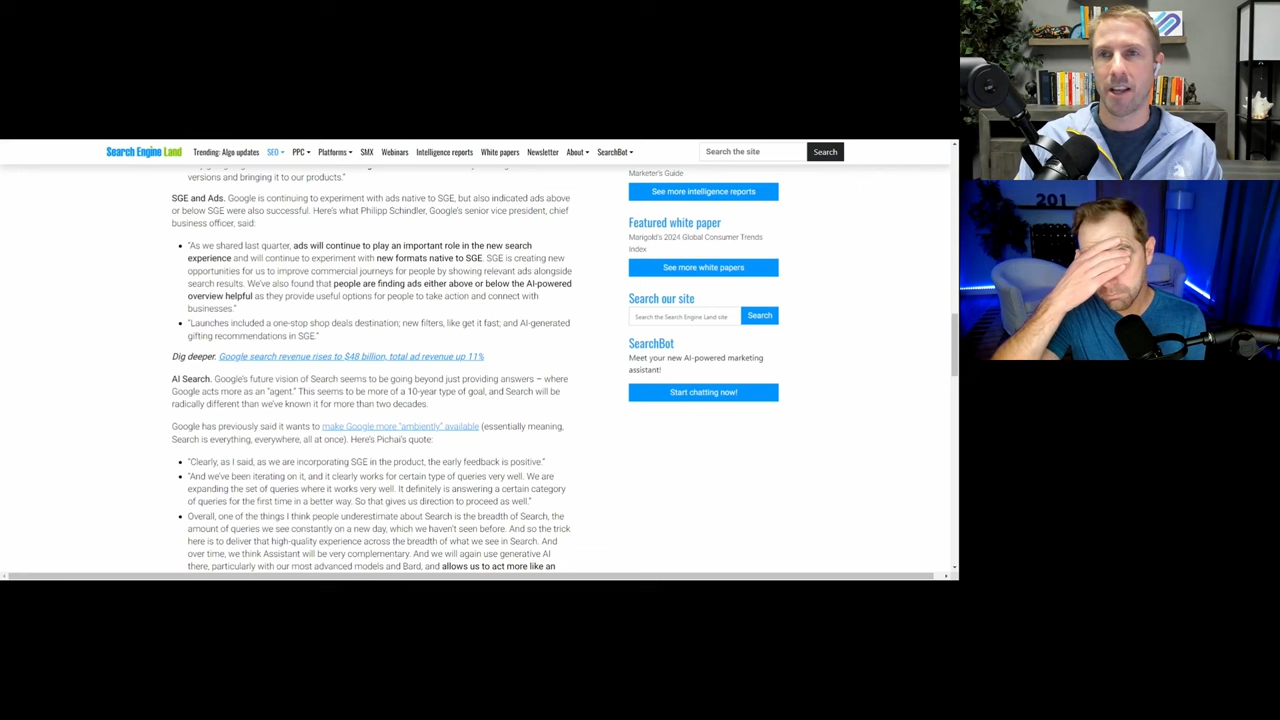 Search Engine Land
Trending: Algo updates
SEO
PPC
Platforms
SMX
Webinars
Intelligence reports
White papers
Newsletter
About
SearchBot
Search the site
Search
versions and bringing it to our products."
SGE and Ads. Google is continuing to experiment with ads native to SGE, but also indicated ads above
or below SGE were also successful. Here's what Philipp Schindler, Google's senior vice president, chief
business officer, said:
"As we shared last quarter, ads will continue to play an important role in the new search
experience and will continue to experiment with new formats native to SGE. SGE is creating new
opportunities for us to improve commercial journeys for people by showing relevant ads alongside
search results. We've also found that people are finding ads either above or below the AI-powered
overview helpful as they provide useful options for people to take action and connect with
businesses."
"Launches included a one-stop shop deals destination; new filters, like get it fast; and AI-generated
gifting recommendations in SGE."
Dig deeper. Google search revenue rises to $48 billion, total ad revenue up 11%
AI Search. Google's future vision of Search seems to be going beyond just providing answers – where
Google acts more as an "agent." This seems to be more of a 10-year type of goal, and Search will be
radically different than we've known it for more than two decades.
Google has previously said it wants to make Google more "ambiently" available (essentially meaning,
Search is everything, everywhere, all at once). Here's Pichai's quote:
"Clearly, as I said, as we are incorporating SGE in the product, the early feedback is positive."
"And we've been iterating on it, and it clearly works for certain type of queries very well. We are
expanding the set of queries where it works very well. It definitely is answering a certain category
of queries for the first time in a better way. So that gives us direction to proceed as well."
Overall, one of the things I think people underestimate about Search is the breadth of Search, the
amount of queries we see constantly on a new day, which we haven't seen before. And so the trick
here is to deliver that high-quality experience across the breadth of what we see in Search. And
over time, we think Assistant will be very complementary. And we will again use generative AI
there, particularly with our most advanced models and Bard, and allows us to act more like an
Marketer's Guide
See more intelligence reports
Featured white paper
Marigold's 2024 Global Consumer Trends
Index
See more white papers
Search our site
Search the Search Engine Land site
Search
SearchBot
Meet your new AI-powered marketing
assistant!
Start chatting now!
201